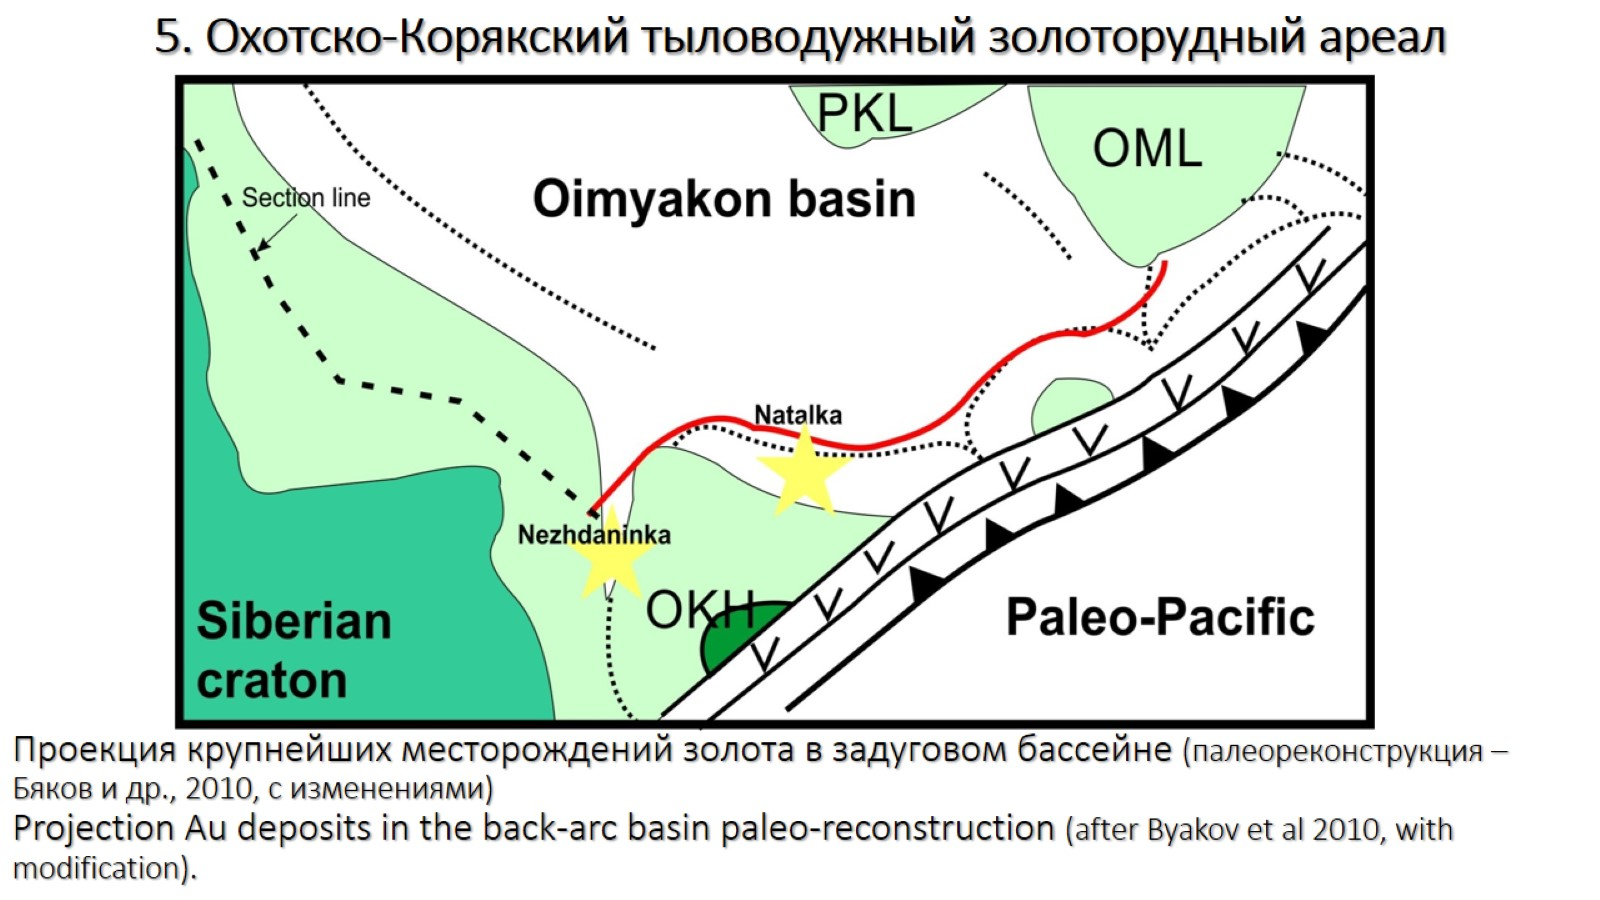 5. Охотско-Корякский тыловодужный золоторудный ареал
PKL
OML
Section line
Oimyakon basin
Natalka
Nezhdaninka
OKH
Siberian
craton
Paleo-Pacific
Проекция крупнейших месторождений золота в задуговом бассейне (палеореконструкция –
Бяков и др., 2010, с изменениями)
Projection Au deposits in the back-arc basin paleo-reconstruction (after Byakov et al 2010, with
modification).